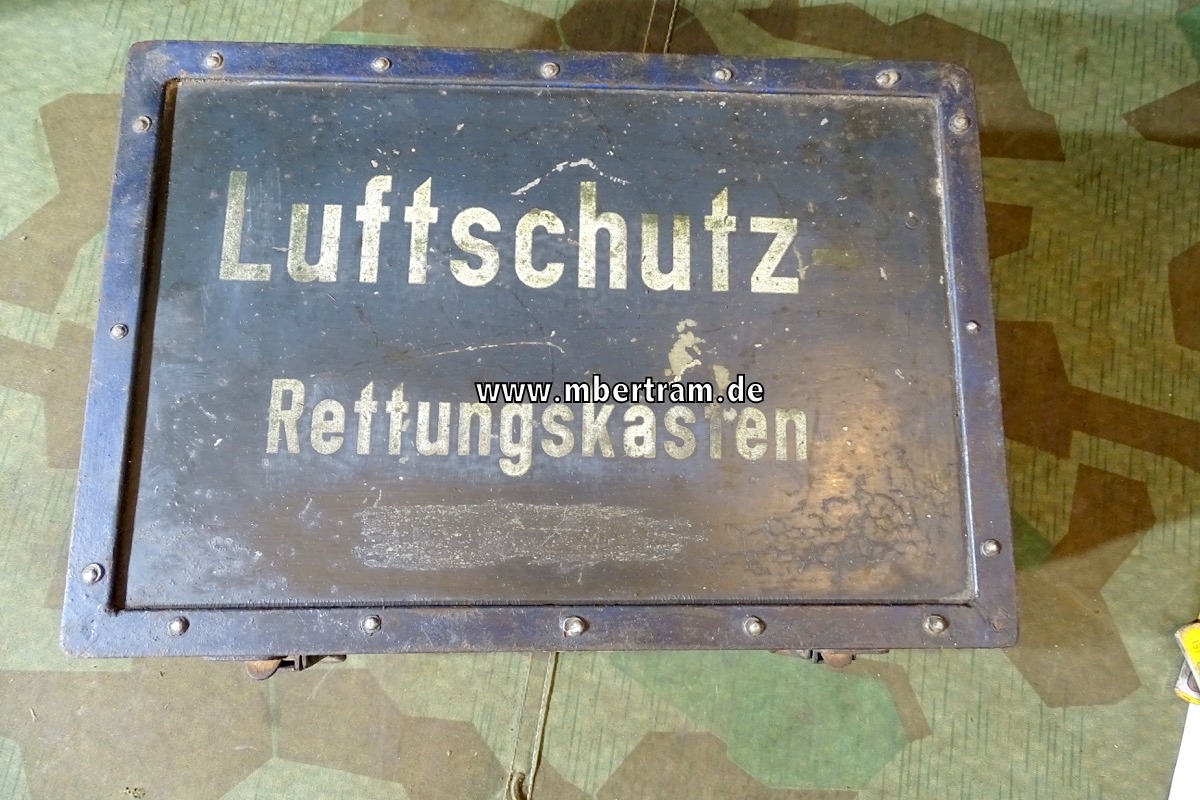 Luftschutz-
Rettungskasten
www.mbertram.de